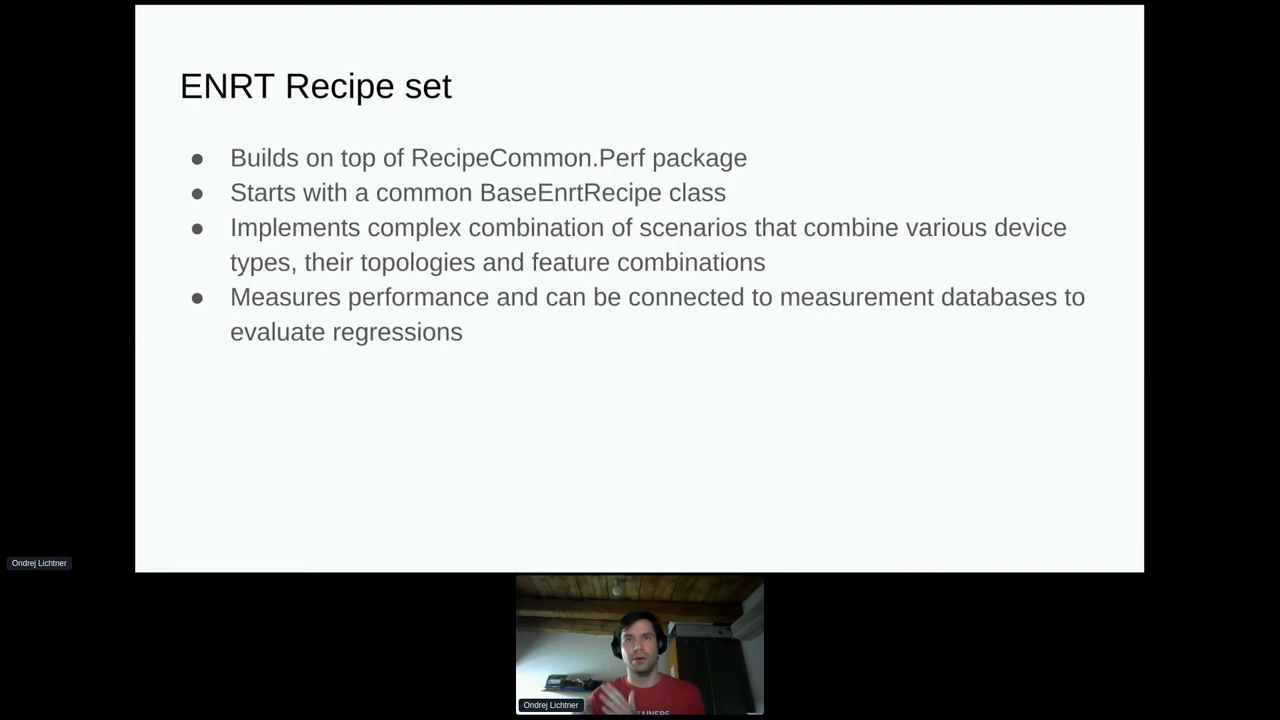 ENRT Recipe set
● Builds on top of RecipeCommon.Perf package
● Starts with a common BaseEnrtRecipe class
● Implements complex combination of scenarios that combine various device
types, their topologies and feature combinations
● Measures performance and can be connected to measurement databases to
evaluate regressions
Ondrej Lichtner
Ondrej Lichtner